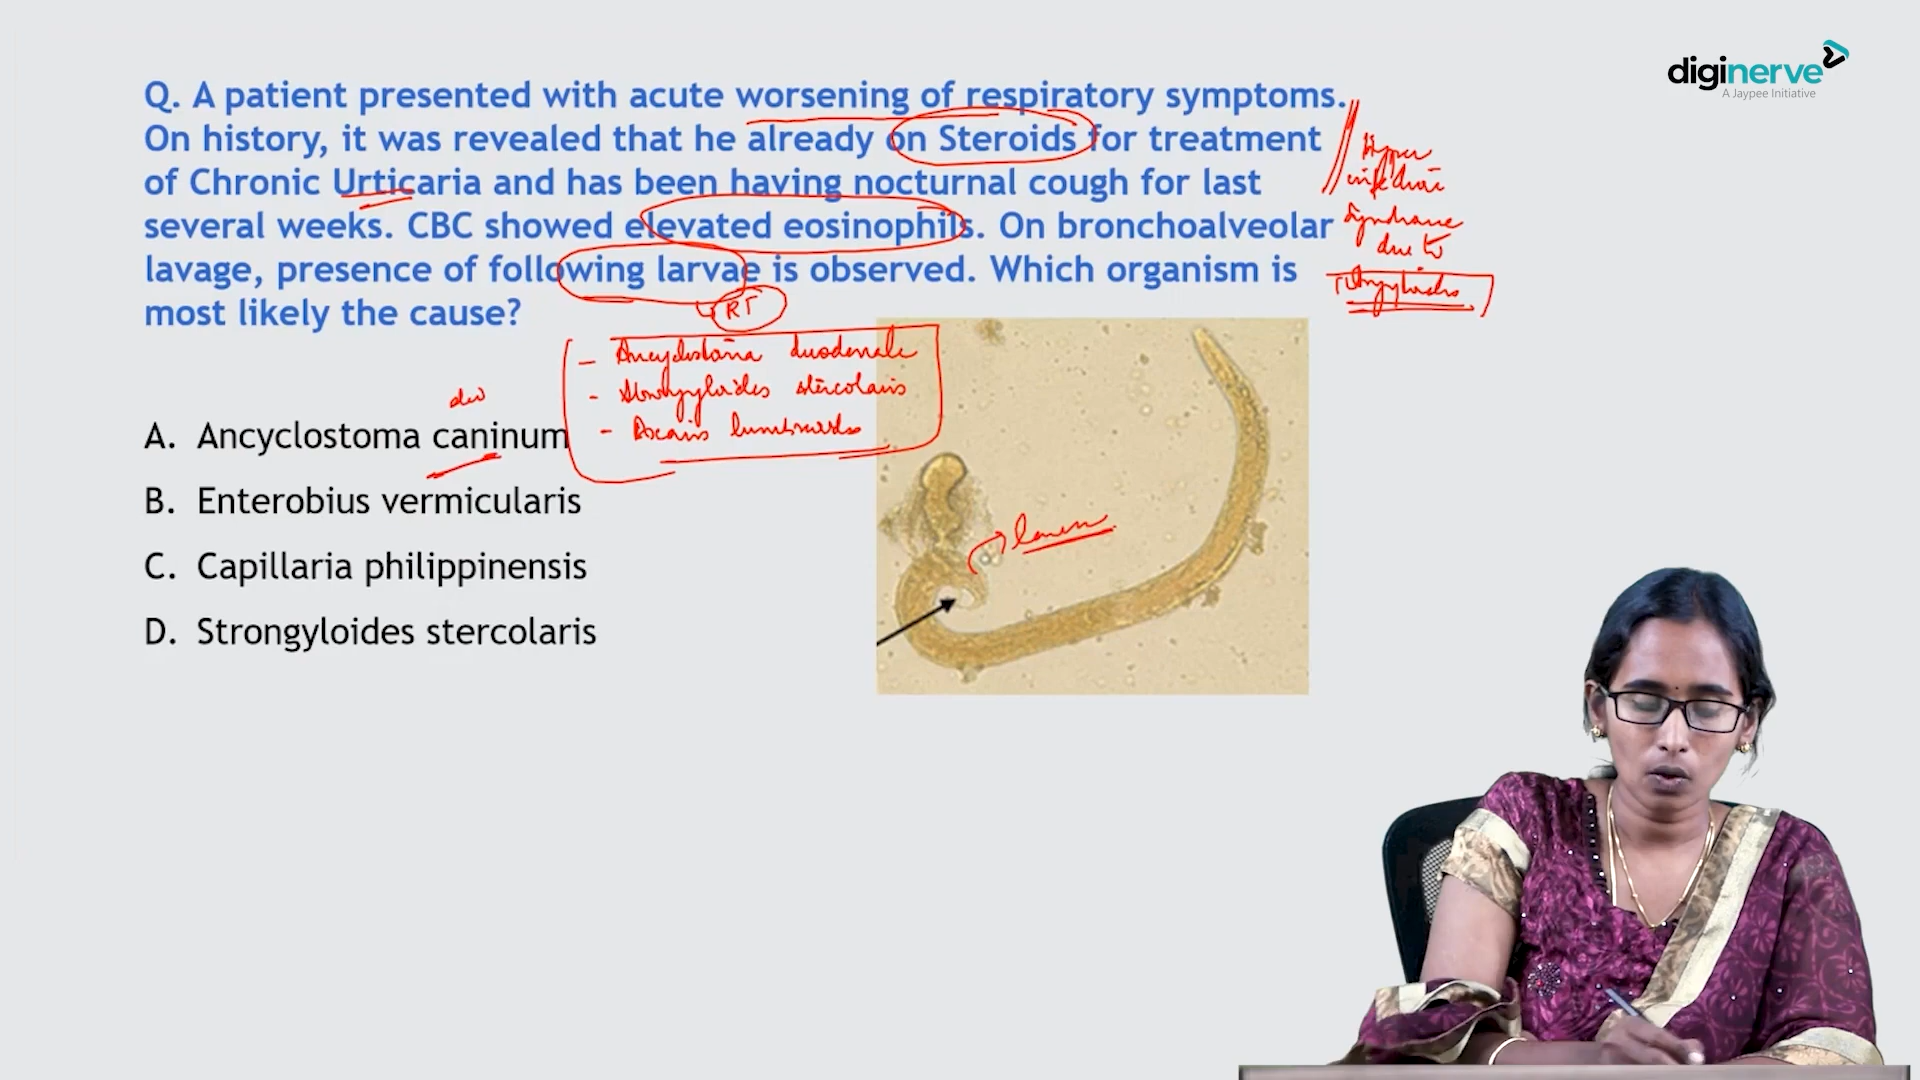 diginerve
A Jaypee Initiative
Q. A patient presented with acute worsening of respiratory symptoms.
On history, it was revealed that he already on Steroids for treatment
of Chronic Urticaria and has been having nocturnal cough for last
several weeks. CBC showed elevated eosinophils. On bronchoalveolar
lavage, presence of following larvae is observed. Which organism is
most likely the cause?
Hyper
infection
Syndrome
due to
Strongyloides
RT
- Ancylostoma duodenale
- Strongyloides stercolaris
- Ascaris lumbricoides
A. Ancyclostoma caninum
B. Enterobius vermicularis
C. Capillaria philippinensis
D. Strongyloides stercolaris